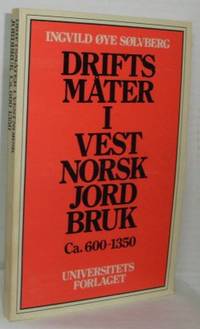 INGVILD ØYE SØLVBERG
DRIFTS
MÅTER
I
VEST
NORSK
JORD
BRUK
Ca. 600-1350
UNIVERSITETS
FORLAGET